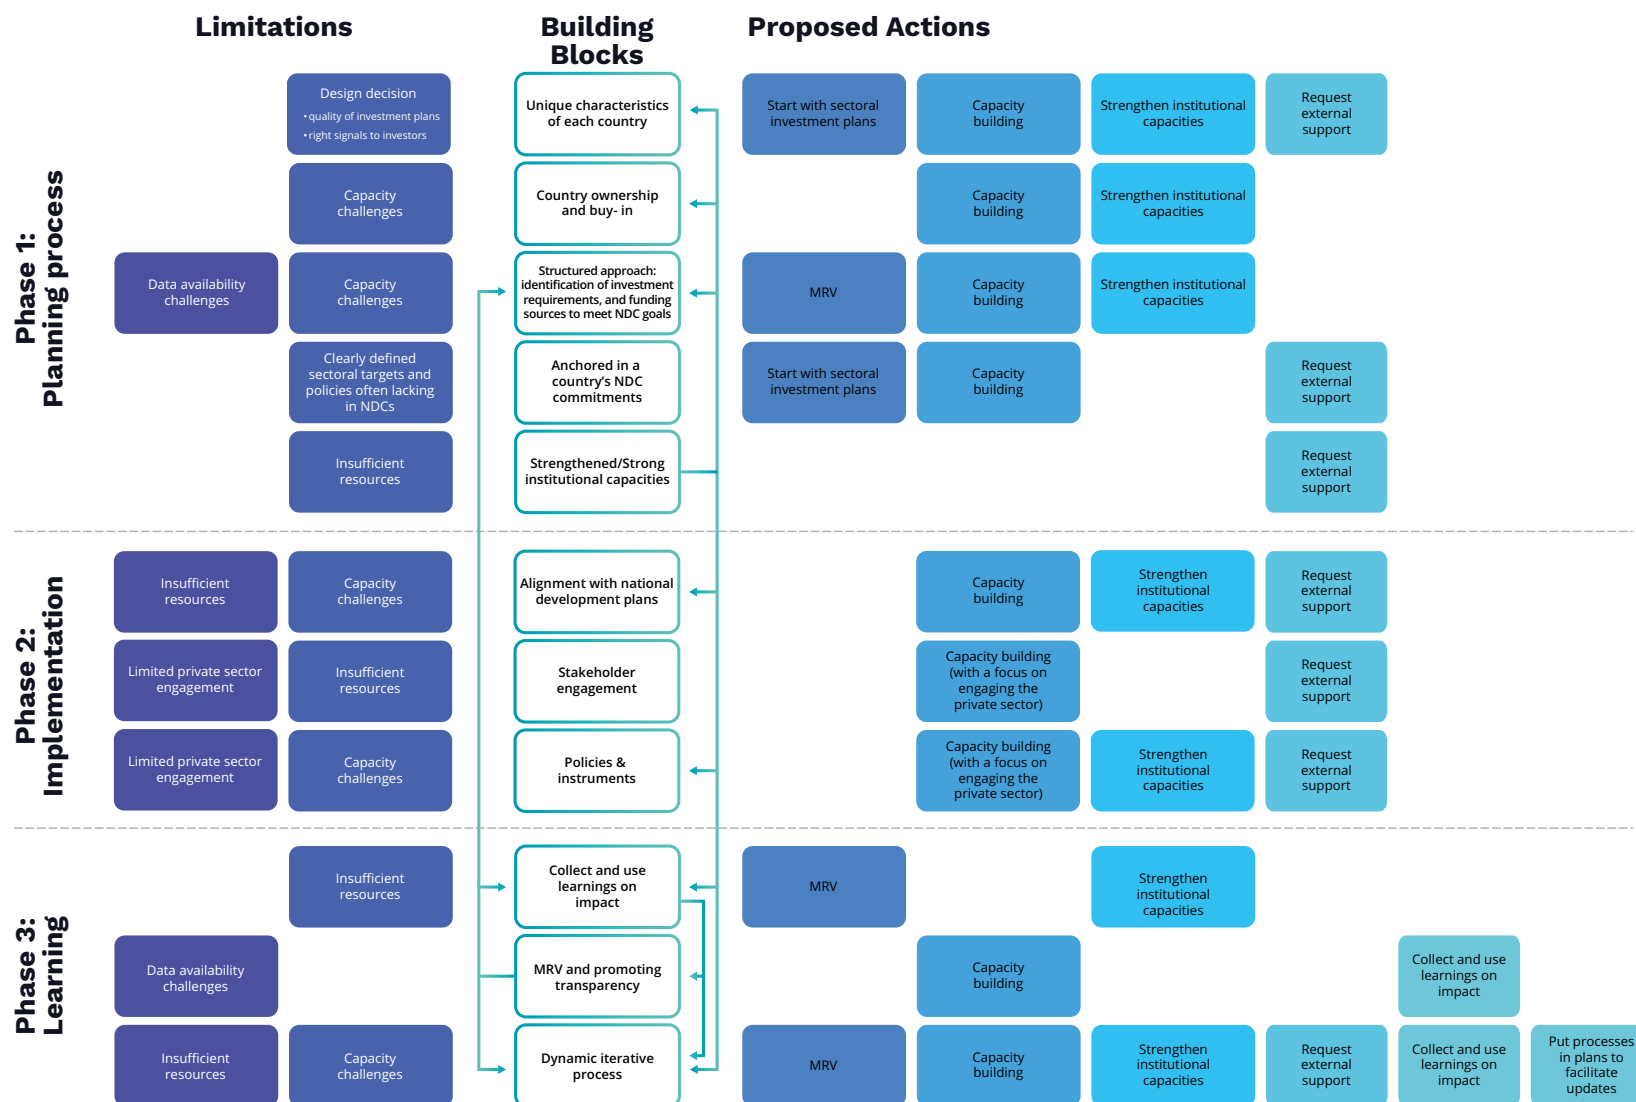 Limitations
Building
Blocks
Proposed Actions
Phase 1:
Planning process
Design decision
• quality of investment plans
• right signals to investors
Unique characteristics
of each country
Start with sectoral
investment plans
Capacity
building
Strengthen institutional
capacities
Request
external
support
Capacity
challenges
Country ownership
and buy- in
Capacity
building
Strengthen institutional
capacities
Data availability
challenges
Capacity
challenges
Structured approach:
identification of investment
requirements, and funding
sources to meet NDC goals
MRV
Capacity
building
Strengthen institutional
capacities
Clearly defined
sectoral targets and
policies often lacking
in NDCs
Anchored in a
country's NDC
commitments
Start with sectoral
investment plans
Capacity
building
Request
external
support
Insufficient
resources
Strengthened/Strong
institutional capacities
Request
external
support
Phase 2:
Implementation
Insufficient
resources
Capacity
challenges
Alignment with national
development plans
Capacity
building
Strengthen
institutional
capacities
Request
external
support
Limited private sector
engagement
Insufficient
resources
Stakeholder
engagement
Capacity building
(with a focus on
engaging the
private sector)
Request
external
support
Limited private sector
engagement
Capacity
challenges
Policies &
instruments
Capacity building
(with a focus on
engaging the
private sector)
Strengthen
institutional
capacities
Request
external
support
Phase 3:
Learning
Insufficient
resources
Collect and use
learnings on
impact
MRV
Strengthen
institutional
capacities
Data availability
challenges
MRV and promoting
transparency
Capacity
building
Collect and use
learnings on
impact
Insufficient
resources
Capacity
challenges
Dynamic iterative
process
MRV
Capacity
building
Strengthen
institutional
capacities
Request
external
support
Collect and use
learnings on
impact
Put processes
in plans to
facilitate
updates